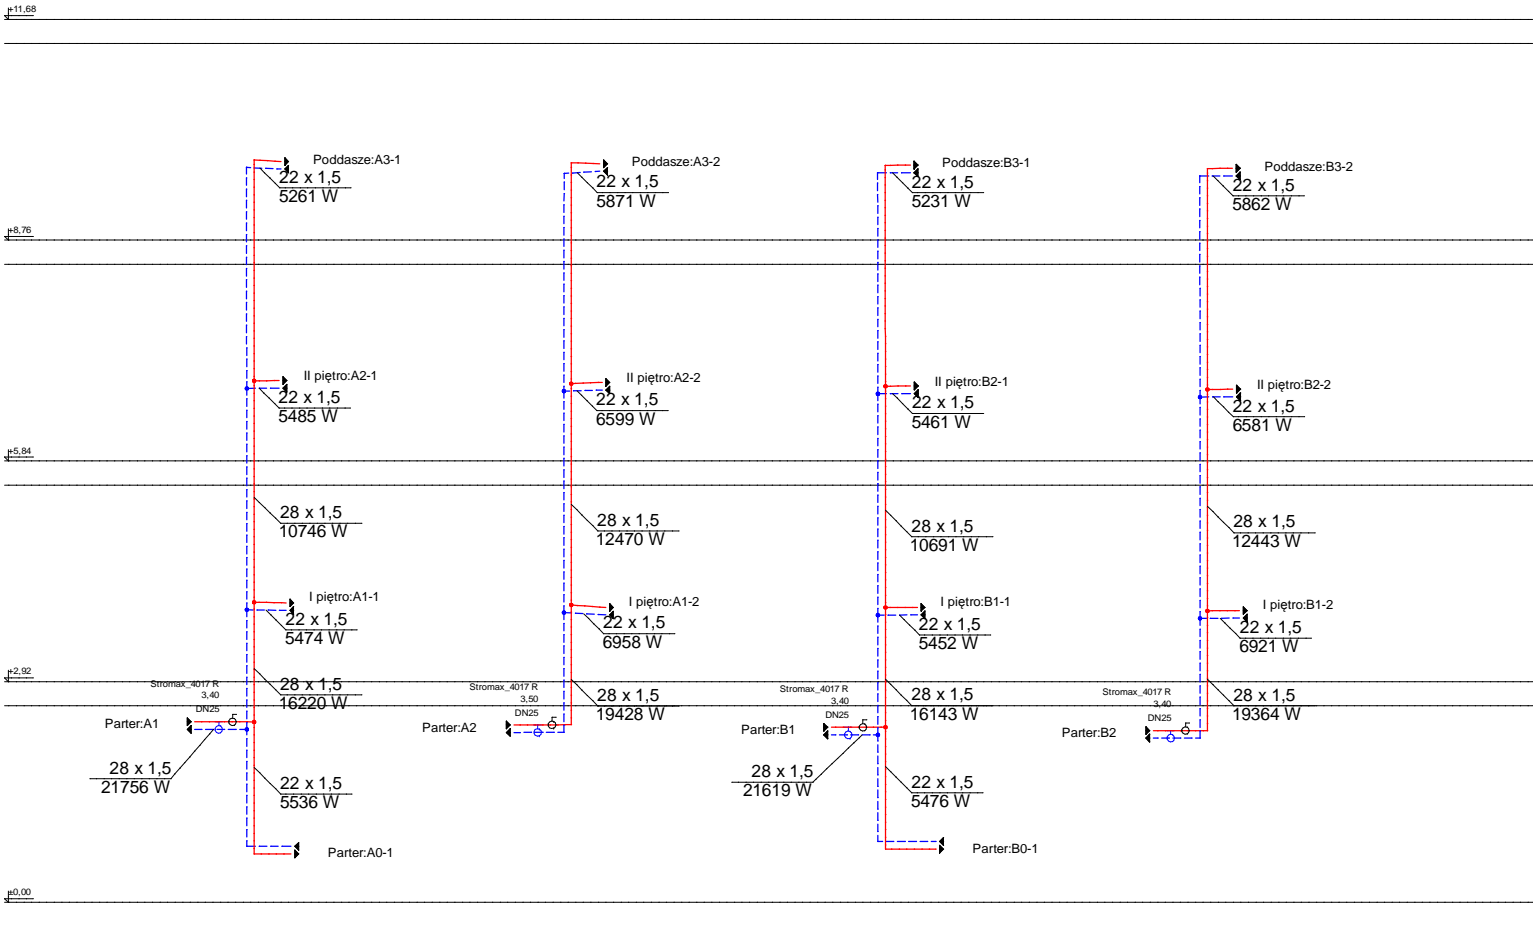 +11,68
Poddasze:A3-1
22 x 1,5
5261 W
Poddasze:A3-2
22 x 1,5
5871 W
Poddasze:B3-1
22 x 1,5
5231 W
Poddasze:B3-2
22 x 1,5
5862 W
+8,76
II piętro:A2-1
22 x 1,5
5485 W
II piętro:A2-2
22 x 1,5
6599 W
II piętro:B2-1
22 x 1,5
5461 W
II piętro:B2-2
22 x 1,5
6581 W
+5,84
28 x 1,5
10746 W
28 x 1,5
12470 W
28 x 1,5
10691 W
28 x 1,5
12443 W
I piętro:A1-1
22 x 1,5
5474 W
I piętro:A1-2
22 x 1,5
6958 W
I piętro:B1-1
22 x 1,5
5452 W
I piętro:B1-2
22 x 1,5
6921 W
+2,92
Stromax_4017 R
3,40
DN25
28 x 1,5
16220 W
Stromax_4017 R
3,50
DN25
28 x 1,5
19428 W
Stromax_4017 R
3,40
DN25
28 x 1,5
16143 W
Stromax_4017 R
3,40
DN25
28 x 1,5
19364 W
Parter:A1
Parter:A2
Parter:B1
Parter:B2
28 x 1,5
21756 W
22 x 1,5
5536 W
28 x 1,5
21619 W
22 x 1,5
5476 W
Parter:A0-1
Parter:B0-1
±0,00